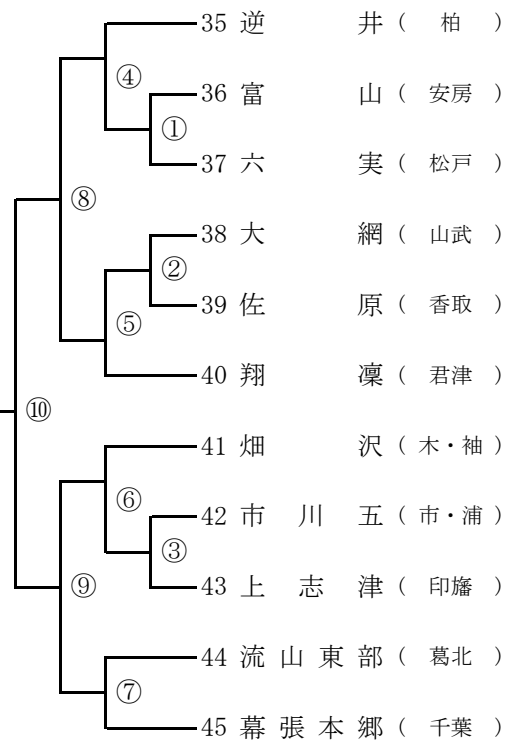 35 逆井（ 柏 ）
④
36 富山（ 安房 ）
①
37 六実（ 松戸 ）
⑧
38 大網（ 山武 ）
②
39 佐原（ 香取 ）
⑤
40 翔凜（ 君津 ）
⑩
41 畑沢（ 木・袖 ）
⑥
42 市川五（ 市・浦 ）
③
43 上志津（ 印旛 ）
⑨
44 流山東部（ 葛北 ）
⑦
45 幕張本郷（ 千葉 ）